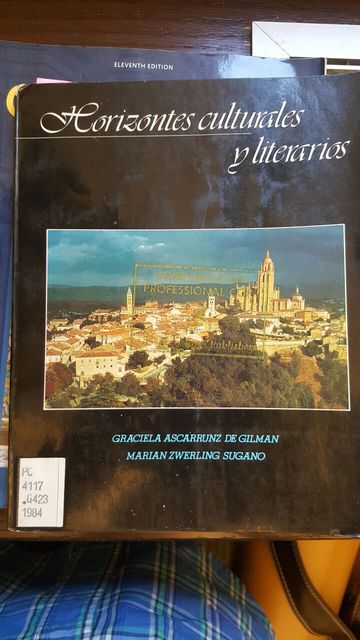 ELEVENTH EDITION
Horizontes culturales
y literarios
PROFESSIONAL
GRACIELA ASCARRUNZ DE GILMAN
MARIAN ZWERLING SUGANO
PC
4117
.G423
1984